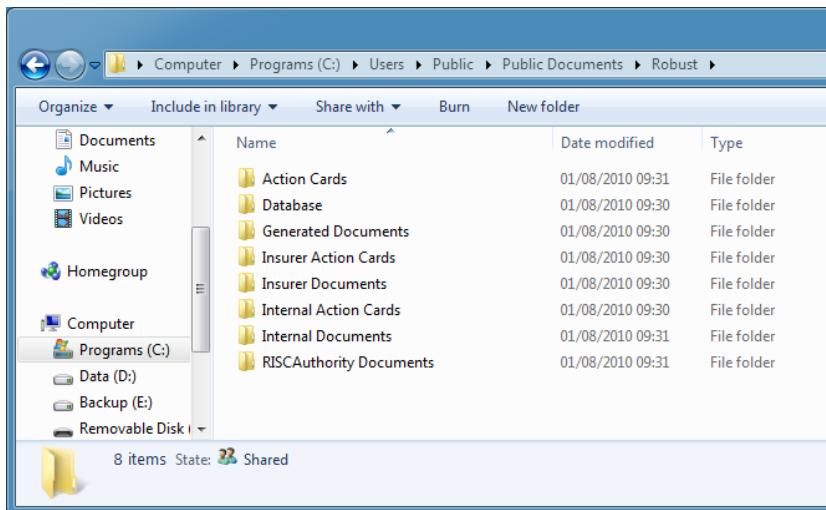 Computer Programs (C:) Users Public Public Documents Robust
Organize Include in library Share with Burn New folder
Documents
Music
Pictures
Videos
Homegroup
Computer
Programs (C:)
Data (D:)
Backup (E:)
Removable Disk (
Name Date modified Type
Action Cards 01/08/2010 09:31 File folder
Database 01/08/2010 09:30 File folder
Generated Documents 01/08/2010 09:30 File folder
Insurer Action Cards 01/08/2010 09:30 File folder
Insurer Documents 01/08/2010 09:30 File folder
Internal Action Cards 01/08/2010 09:30 File folder
Internal Documents 01/08/2010 09:31 File folder
RISCAuthority Documents 01/08/2010 09:31 File folder
8 items State: Shared